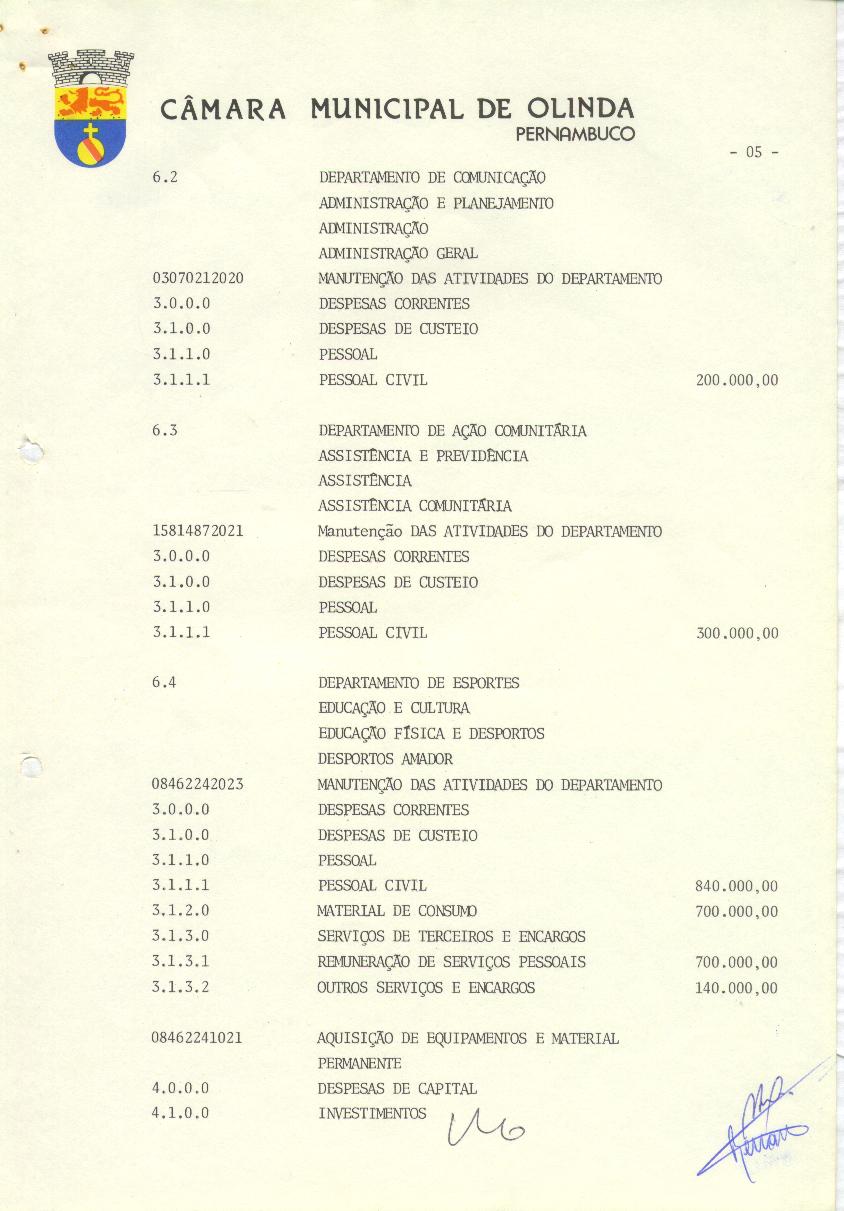 CÂMARA MUNICIPAL DE OLINDA
PERNAMBUCO
- 05 -
6.2 DEPARTAMENTO DE COMUNICAÇÃO
ADMINISTRAÇÃO E PLANEJAMENTO
ADMINISTRAÇÃO
ADMINISTRAÇÃO GERAL
03070212020 MANUTENÇÃO DAS ATIVIDADES DO DEPARTAMENTO
3.0.0.0 DESPESAS CORRENTES
3.1.0.0 DESPESAS DE CUSTEIO
3.1.1.0 PESSOAL
3.1.1.1 PESSOAL CIVIL 200.000,00
6.3 DEPARTAMENTO DE AÇÃO COMUNITÁRIA
ASSISTÊNCIA E PREVIDÊNCIA
ASSISTÊNCIA
ASSISTÊNCIA COMUNITÁRIA
15814872021 Manutenção DAS ATIVIDADES DO DEPARTAMENTO
3.0.0.0 DESPESAS CORRENTES
3.1.0.0 DESPESAS DE CUSTEIO
3.1.1.0 PESSOAL
3.1.1.1 PESSOAL CIVIL 300.000,00
6.4 DEPARTAMENTO DE ESPORTES
EDUCAÇÃO E CULTURA
EDUCAÇÃO FÍSICA E DESPORTOS
DESPORTOS AMADOR
08462242023 MANUTENÇÃO DAS ATIVIDADES DO DEPARTAMENTO
3.0.0.0 DESPESAS CORRENTES
3.1.0.0 DESPESAS DE CUSTEIO
3.1.1.0 PESSOAL
3.1.1.1 PESSOAL CIVIL 840.000,00
3.1.2.0 MATERIAL DE CONSUMO 700.000,00
3.1.3.0 SERVIÇOS DE TERCEIROS E ENCARGOS
3.1.3.1 REMUNERAÇÃO DE SERVIÇOS PESSOAIS 700.000,00
3.1.3.2 OUTROS SERVIÇOS E ENCARGOS 140.000,00
08462241021 AQUISIÇÃO DE EQUIPAMENTOS E MATERIAL
PERMANENTE
4.0.0.0 DESPESAS DE CAPITAL
4.1.0.0 INVESTIMENTOS